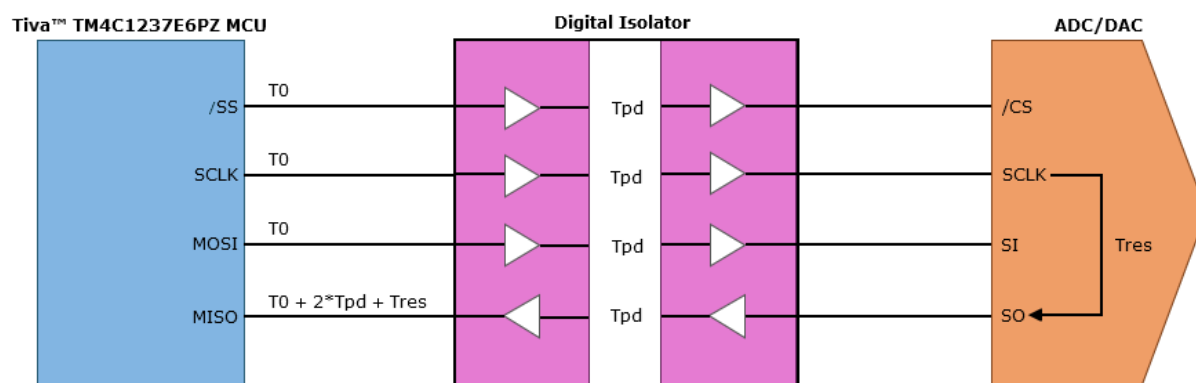 Tiva™ TM4C1237E6PZ MCU
Digital Isolator
ADC/DAC
/SS
T0
Tpd
/CS
SCLK
T0
Tpd
SCLK
MOSI
T0
Tpd
SI
Tres
MISO
T0 + 2*Tpd + Tres
Tpd
SO